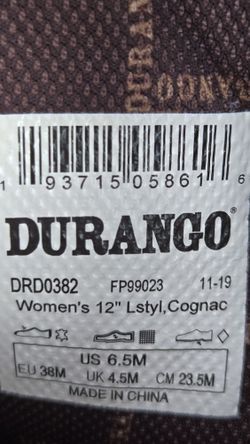 DURANGO
1 93715 05861 6
DURANGO
DRD0382 FP99023 11-19
Women's 12" Lstyl,Cognac
US 6.5M
EU 38M UK 4.5M CM 23.5M
MADE IN CHINA